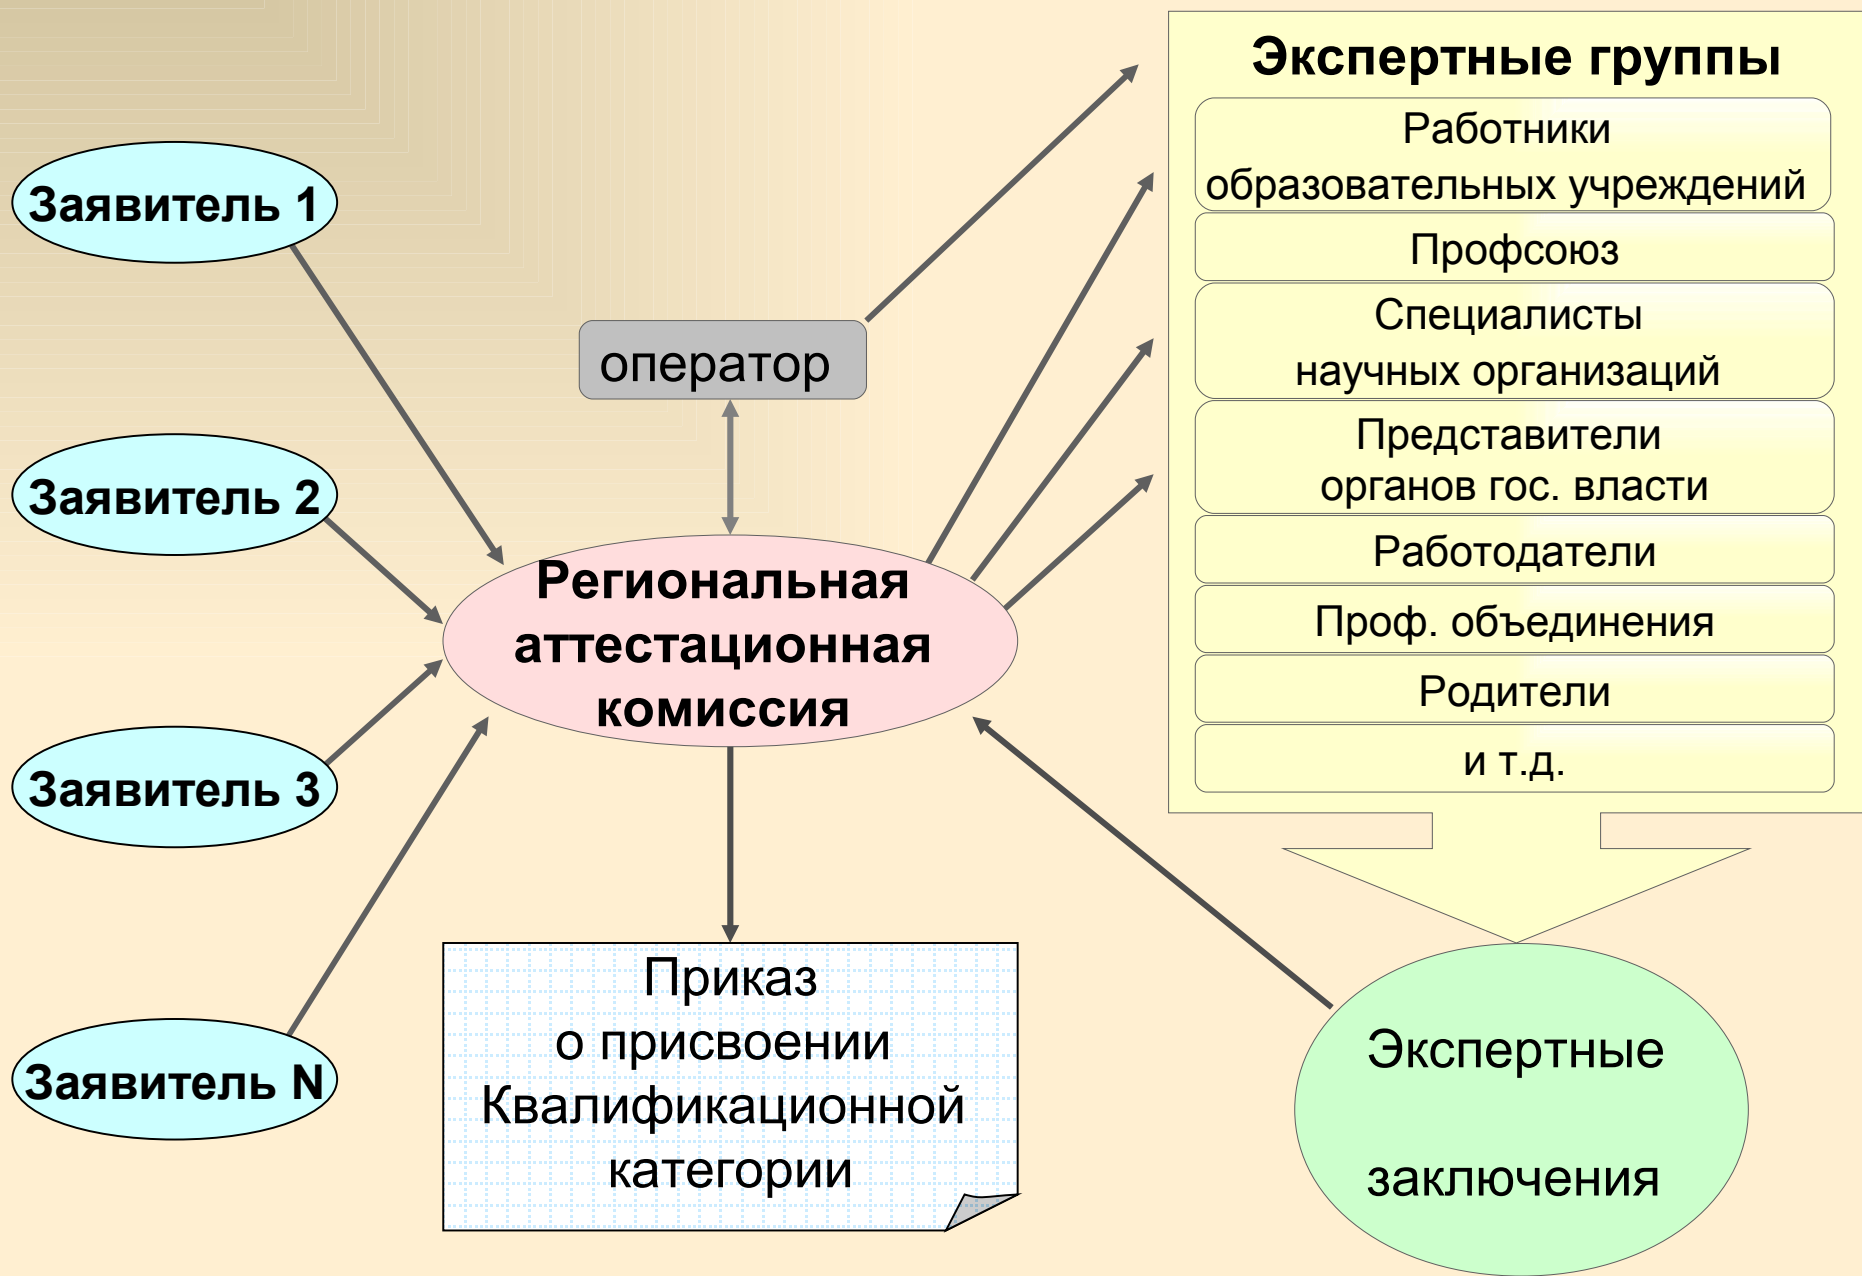 Заявитель 1
Заявитель 2
Заявитель 3
Заявитель N
оператор
Региональная
аттестационная
комиссия
Приказ
о присвоении
Квалификационной
категории
Экспертные группы
Работники
образовательных учреждений
Профсоюз
Специалисты
научных организаций
Представители
органов гос. власти
Работодатели
Проф. объединения
Родители
и т.д.
Экспертные
заключения